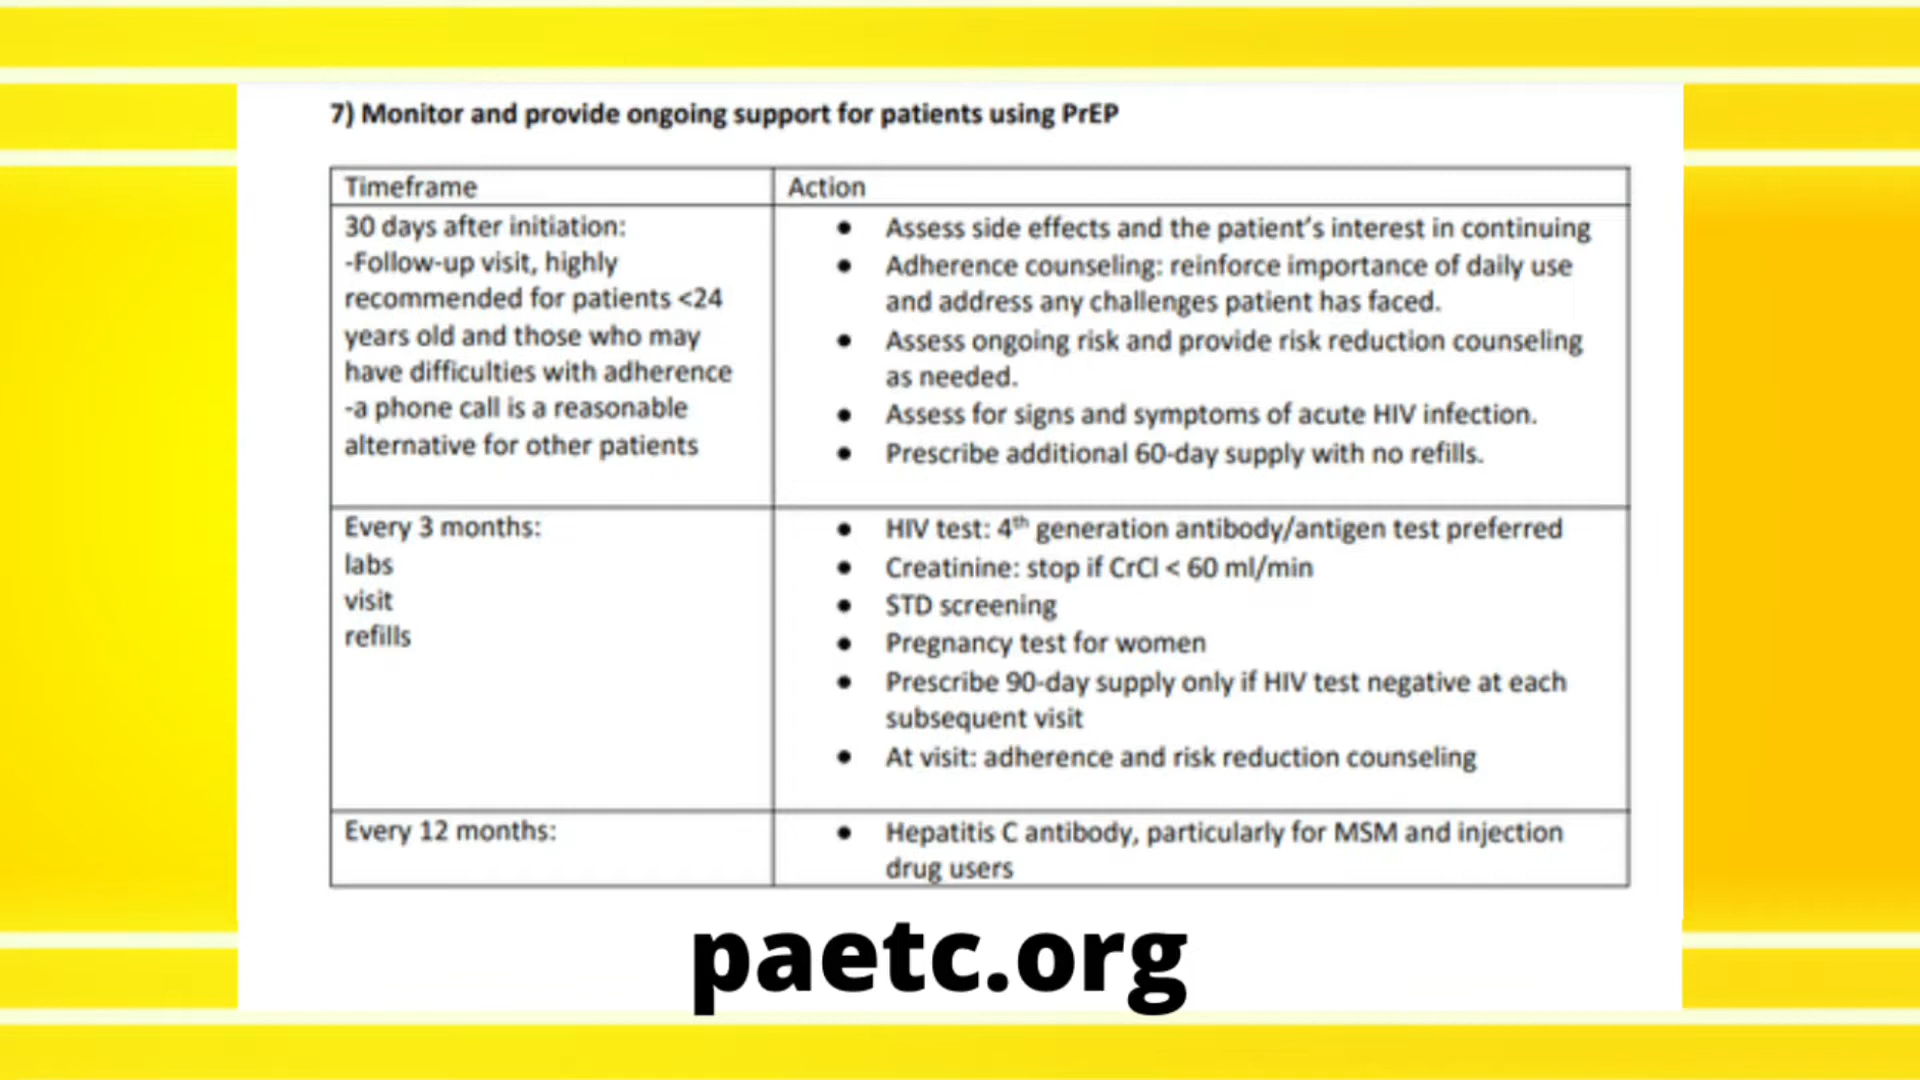 7) Monitor and provide ongoing support for patients using PrEP
Timeframe
Action
30 days after initiation:
-Follow-up visit, highly
recommended for patients <24
years old and those who may
have difficulties with adherence
-a phone call is a reasonable
alternative for other patients
• Assess side effects and the patient's interest in continuing
• Adherence counseling: reinforce importance of daily use
and address any challenges patient has faced.
• Assess ongoing risk and provide risk reduction counseling
as needed.
• Assess for signs and symptoms of acute HIV infection.
• Prescribe additional 60-day supply with no refills.
Every 3 months:
labs
visit
refills
• HIV test: 4th generation antibody/antigen test preferred
• Creatinine: stop if CrCl < 60 ml/min
• STD screening
• Pregnancy test for women
• Prescribe 90-day supply only if HIV test negative at each
subsequent visit
• At visit: adherence and risk reduction counseling
Every 12 months:
• Hepatitis C antibody, particularly for MSM and injection
drug users
paetc.org